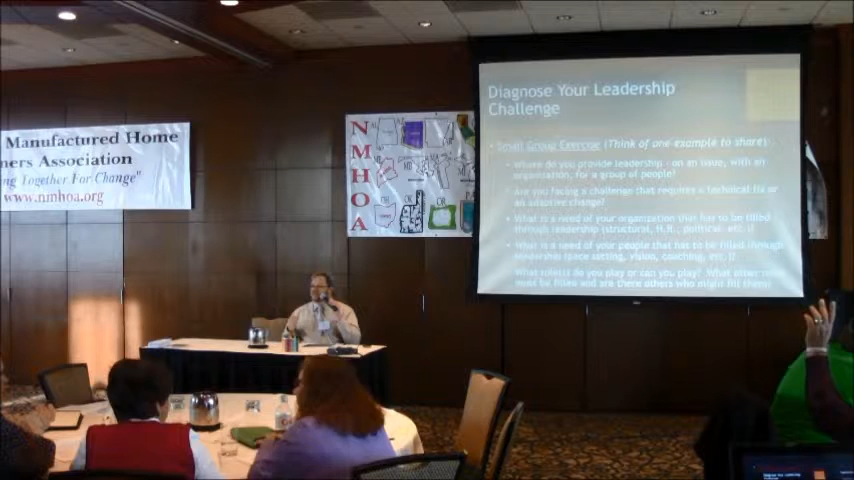 Manufactured Home
ners Association
ng Together For Change"
www.nmhoa.org
NMHOA
Diagnose Your Leadership
Challenge
Small Group Exercise (Think of one example to share)
Where do you provide leadership - on an issue, with an
organization, for a group of people?
Are you facing a challenge that requires a technical fix or
an adaptive change?
What is a need of your organization that has to be filled
through leadership (structural, H.R., political, etc.)?
What is a need of your people that has to be filled through
leadership (pace setting, vision, coaching, etc.)?
What role(s) do you play or can you play? What other
must be filled and are there others who might fill them